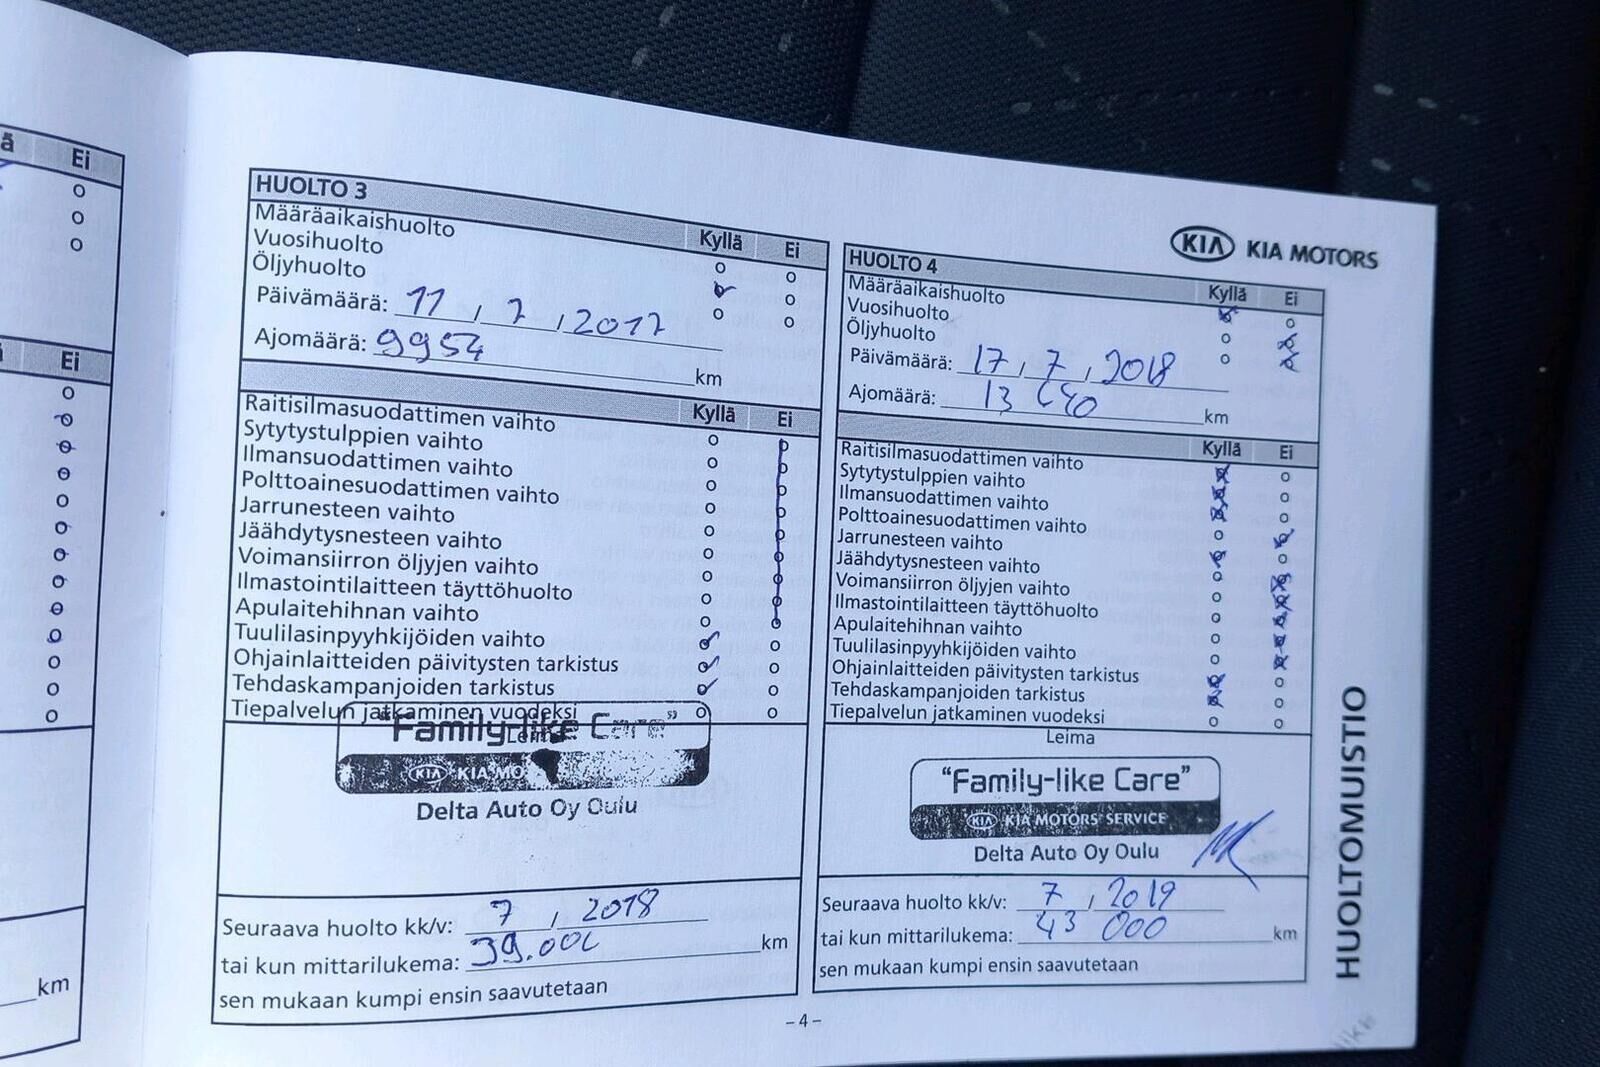 ä Ei
Ei
km
HUOLTO 3
Kyllä Ei
Määräaikaishuolto
Vuosihuolto
Öljyhuolto
Päivämäärä: 11 / 7 / 2017
Ajomäärä: 9954 km
Kyllä Ei
Raitisilmasuodattimen vaihto
Sytytystulppien vaihto
Ilmansuodattimen vaihto
Polttoainesuodattimen vaihto
Jarrunesteen vaihto
Jäähdytysnesteen vaihto
Voimansiirron öljyjen vaihto
Ilmastointilaitteen täyttöhuolto
Apulaitehihnan vaihto
Tuulilasinpyyhkijöiden vaihto
Ohjainlaitteiden päivitysten tarkistus
Tehdaskampanjoiden tarkistus
Tiepalvelun jatkaminen vuodeksi
Leima
"Family-like Care"
KIA KIA MO
Delta Auto Oy Oulu
Seuraava huolto kk/v: 7 / 2018
tai kun mittarilukema: 39.000 km
sen mukaan kumpi ensin saavutetaan
KIA KIA MOTORS
HUOLTO 4
Kyllä Ei
Määräaikaishuolto
Vuosihuolto
Öljyhuolto
Päivämäärä: 17 / 7 / 2018
Ajomäärä: 13 km
Kyllä Ei
Raitisilmasuodattimen vaihto
Sytytystulppien vaihto
Ilmansuodattimen vaihto
Polttoainesuodattimen vaihto
Jarrunesteen vaihto
Jäähdytysnesteen vaihto
Voimansiirron öljyjen vaihto
Ilmastointilaitteen täyttöhuolto
Apulaitehihnan vaihto
Tuulilasinpyyhkijöiden vaihto
Ohjainlaitteiden päivitysten tarkistus
Tehdaskampanjoiden tarkistus
Tiepalvelun jatkaminen vuodeksi
Leima
"Family-like Care"
KIA KIA MOTORS SERVICE
Delta Auto Oy Oulu
Seuraava huolto kk/v: 7 / 2019
tai kun mittarilukema: 43 000 km
sen mukaan kumpi ensin saavutetaan
HUOLTOMUISTIO
- 4 -